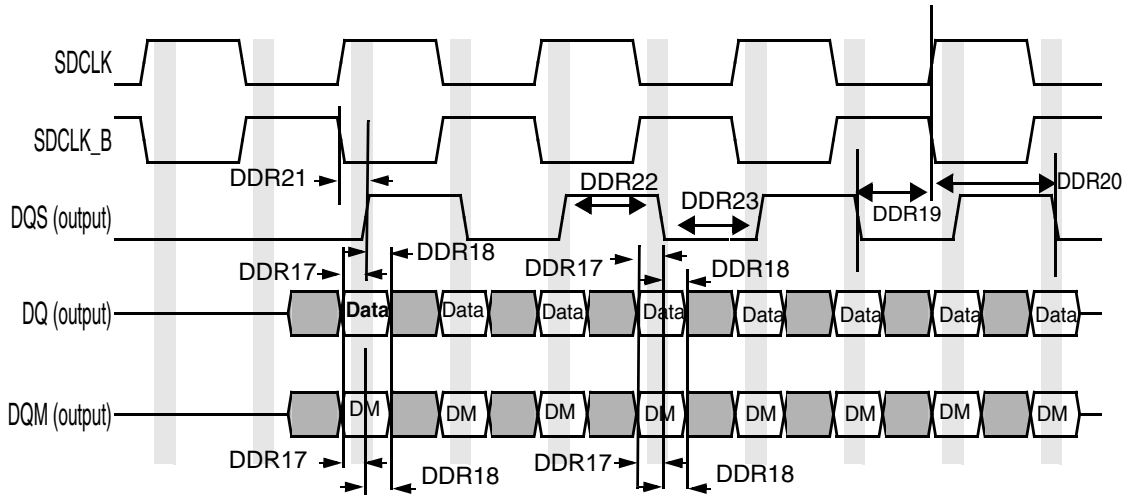 SDCLK
SDCLK_B
DDR21
DDR22
DDR20
DDR23
DDR19
DQS (output)
DDR18
DDR17
DDR17
DDR18
DQ (output)
Data Data Data Data Data Data Data Data
DQM (output)
DM DM DM DM DM DM DM DM
DDR17
DDR18
DDR17
DDR18